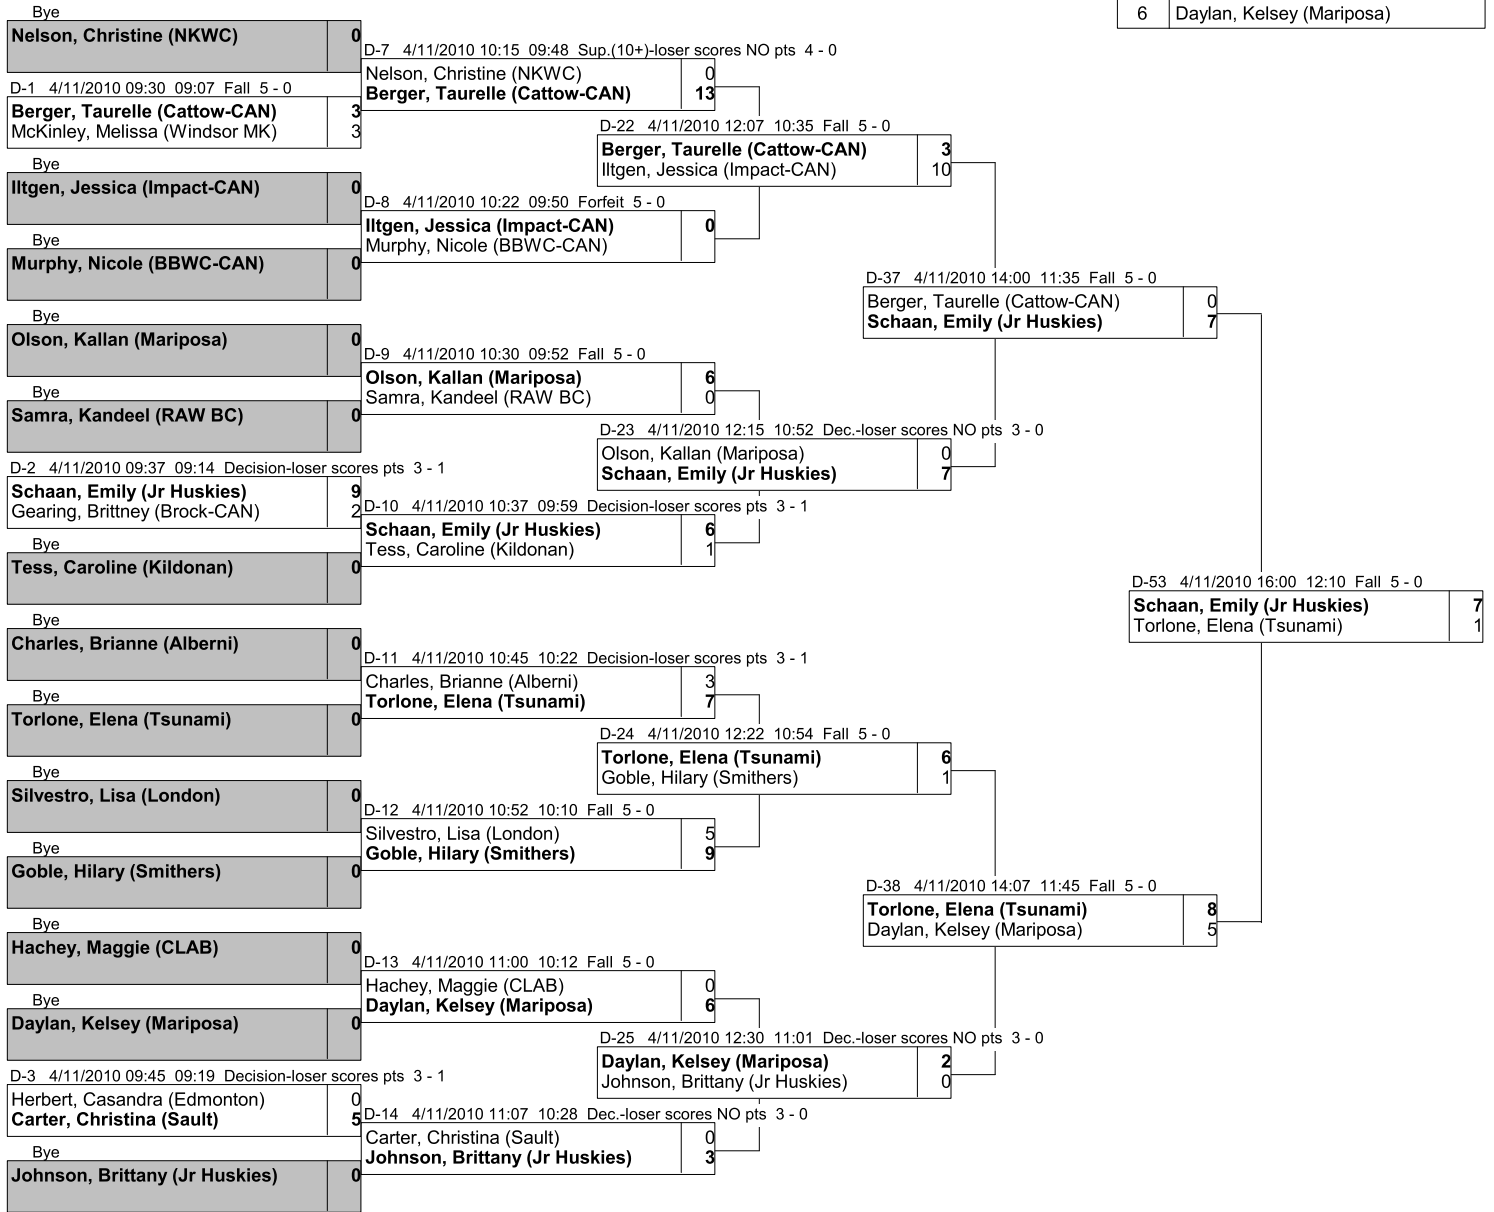 6 Daylan, Kelsey (Mariposa)
Bye
Nelson, Christine (NKWC) 0
D-1 4/11/2010 09:30 09:07 Fall 5 - 0
Berger, Taurelle (Cattow-CAN) 3
McKinley, Melissa (Windsor MK) 3
Bye
Iltgen, Jessica (Impact-CAN) 0
Bye
Murphy, Nicole (BBWC-CAN) 0
Bye
Olson, Kallan (Mariposa) 0
Bye
Samra, Kandeel (RAW BC) 0
D-2 4/11/2010 09:37 09:14 Decision-loser scores pts 3 - 1
Schaan, Emily (Jr Huskies) 9
Gearing, Brittney (Brock-CAN) 2
Bye
Tess, Caroline (Kildonan) 0
Bye
Charles, Brianne (Alberni) 0
Bye
Torlone, Elena (Tsunami) 0
Bye
Silvestro, Lisa (London) 0
Bye
Goble, Hilary (Smithers) 0
Bye
Hachey, Maggie (CLAB) 0
Bye
Daylan, Kelsey (Mariposa) 0
D-3 4/11/2010 09:45 09:19 Decision-loser scores pts 3 - 1
Herbert, Casandra (Edmonton) 0
Carter, Christina (Sault) 5
Bye
Johnson, Brittany (Jr Huskies) 0
D-7 4/11/2010 10:15 09:48 Sup.(10+)-loser scores NO pts 4 - 0
Nelson, Christine (NKWC) 0
Berger, Taurelle (Cattow-CAN) 13
D-8 4/11/2010 10:22 09:50 Forfeit 5 - 0
Iltgen, Jessica (Impact-CAN) 0
Murphy, Nicole (BBWC-CAN)
D-9 4/11/2010 10:30 09:52 Fall 5 - 0
Olson, Kallan (Mariposa) 6
Samra, Kandeel (RAW BC) 0
D-10 4/11/2010 10:37 09:59 Decision-loser scores pts 3 - 1
Schaan, Emily (Jr Huskies) 6
Tess, Caroline (Kildonan) 1
D-11 4/11/2010 10:45 10:22 Decision-loser scores pts 3 - 1
Charles, Brianne (Alberni) 3
Torlone, Elena (Tsunami) 7
D-12 4/11/2010 10:52 10:10 Fall 5 - 0
Silvestro, Lisa (London) 5
Goble, Hilary (Smithers) 9
D-13 4/11/2010 11:00 10:12 Fall 5 - 0
Hachey, Maggie (CLAB) 0
Daylan, Kelsey (Mariposa) 6
D-14 4/11/2010 11:07 10:28 Dec.-loser scores NO pts 3 - 0
Carter, Christina (Sault) 0
Johnson, Brittany (Jr Huskies) 3
D-22 4/11/2010 12:07 10:35 Fall 5 - 0
Berger, Taurelle (Cattow-CAN) 3
Iltgen, Jessica (Impact-CAN) 10
D-23 4/11/2010 12:15 10:52 Dec.-loser scores NO pts 3 - 0
Olson, Kallan (Mariposa) 0
Schaan, Emily (Jr Huskies) 7
D-24 4/11/2010 12:22 10:54 Fall 5 - 0
Torlone, Elena (Tsunami) 6
Goble, Hilary (Smithers) 1
D-25 4/11/2010 12:30 11:01 Dec.-loser scores NO pts 3 - 0
Daylan, Kelsey (Mariposa) 2
Johnson, Brittany (Jr Huskies) 0
D-37 4/11/2010 14:00 11:35 Fall 5 - 0
Berger, Taurelle (Cattow-CAN) 0
Schaan, Emily (Jr Huskies) 7
D-38 4/11/2010 14:07 11:45 Fall 5 - 0
Torlone, Elena (Tsunami) 8
Daylan, Kelsey (Mariposa) 5
D-53 4/11/2010 16:00 12:10 Fall 5 - 0
Schaan, Emily (Jr Huskies) 7
Torlone, Elena (Tsunami) 1